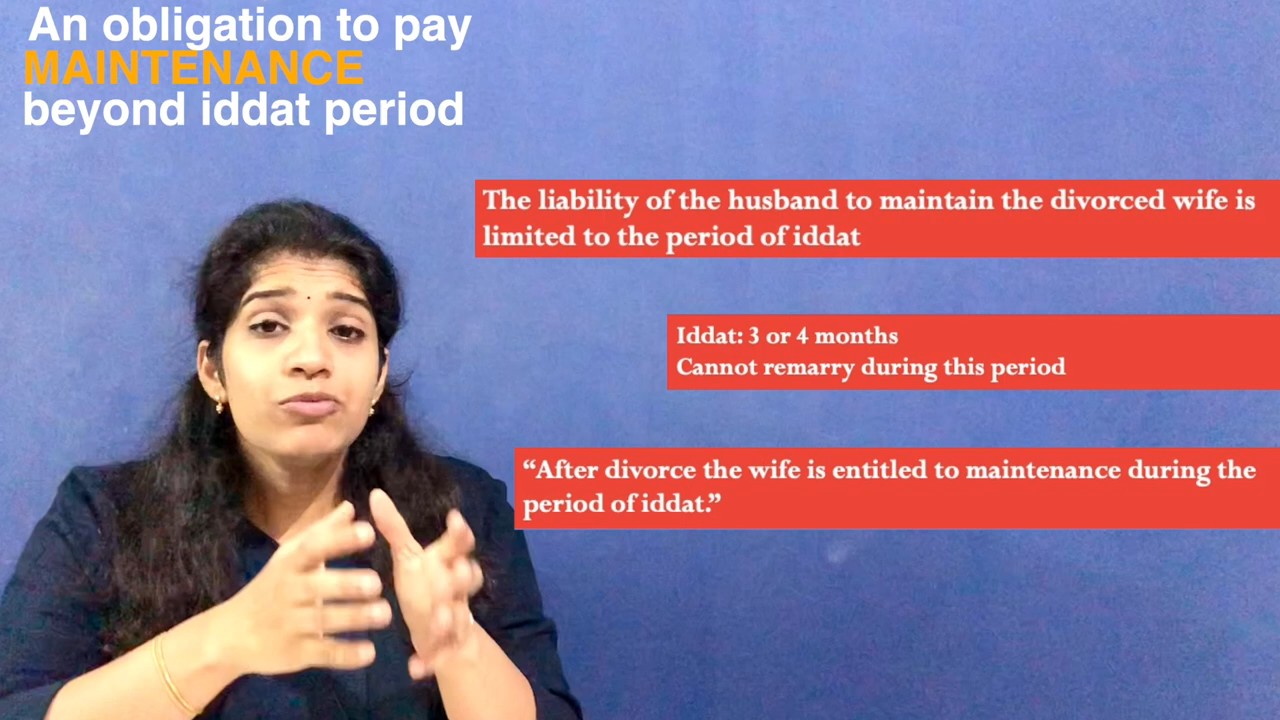 An obligation to pay
MAINTENANCE
beyond iddat period
The liability of the husband to maintain the divorced wife is
limited to the period of iddat
Iddat: 3 or 4 months
Cannot remarry during this period
“After divorce the wife is entitled to maintenance during the
period of iddat.”